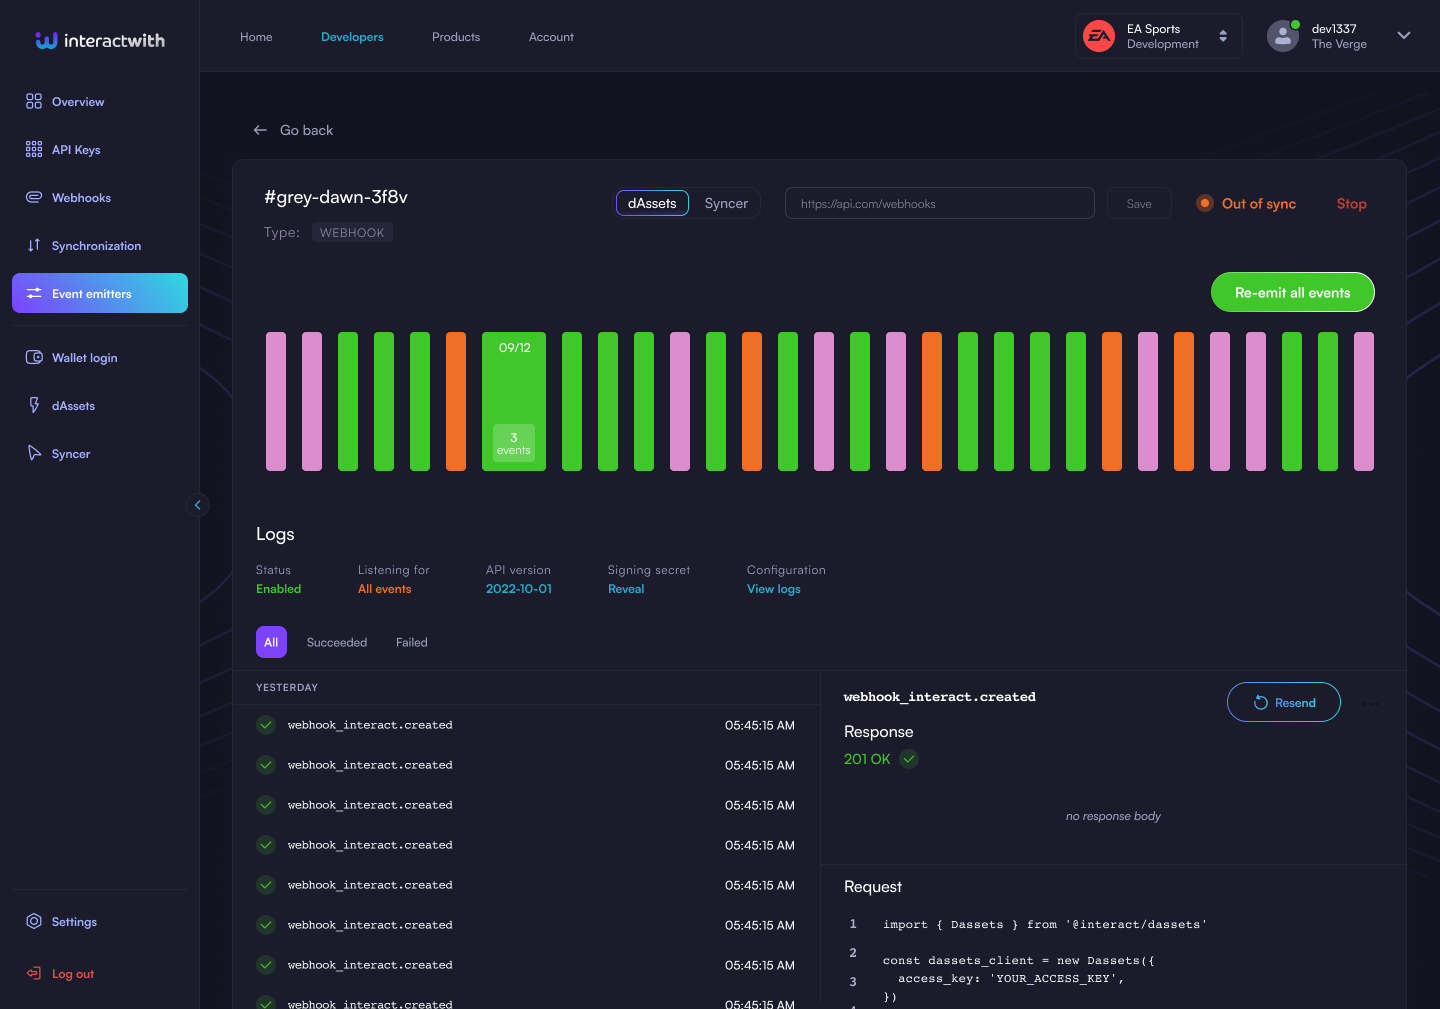 interactwith
Home
Developers
Products
Account
EA
EA Sports
Development
dev1337
The Verge
Overview
API Keys
Webhooks
Synchronization
Event emitters
Wallet login
dAssets
Syncer
Settings
Log out
Go back
#grey-dawn-3f8v
Type: WEBHOOK
dAssets
Syncer
https://api.com/webhooks
Save
Out of sync
Stop
Re-emit all events
09/12
3
events
Logs
Status
Enabled
Listening for
All events
API version
2022-10-01
Signing secret
Reveal
Configuration
View logs
All
Succeeded
Failed
YESTERDAY
webhook_interact.created 05:45:15 AM
webhook_interact.created 05:45:15 AM
webhook_interact.created 05:45:15 AM
webhook_interact.created 05:45:15 AM
webhook_interact.created 05:45:15 AM
webhook_interact.created 05:45:15 AM
webhook_interact.created 05:45:15 AM
webhook_interact.created 05:45:15 AM
webhook_interact.created
Resend
...
Response
201 OK
no response body
Request
1
2
3
4
import { Dassets } from '@interact/dassets'
const dassets_client = new Dassets({
access_key: 'YOUR_ACCESS_KEY',
})